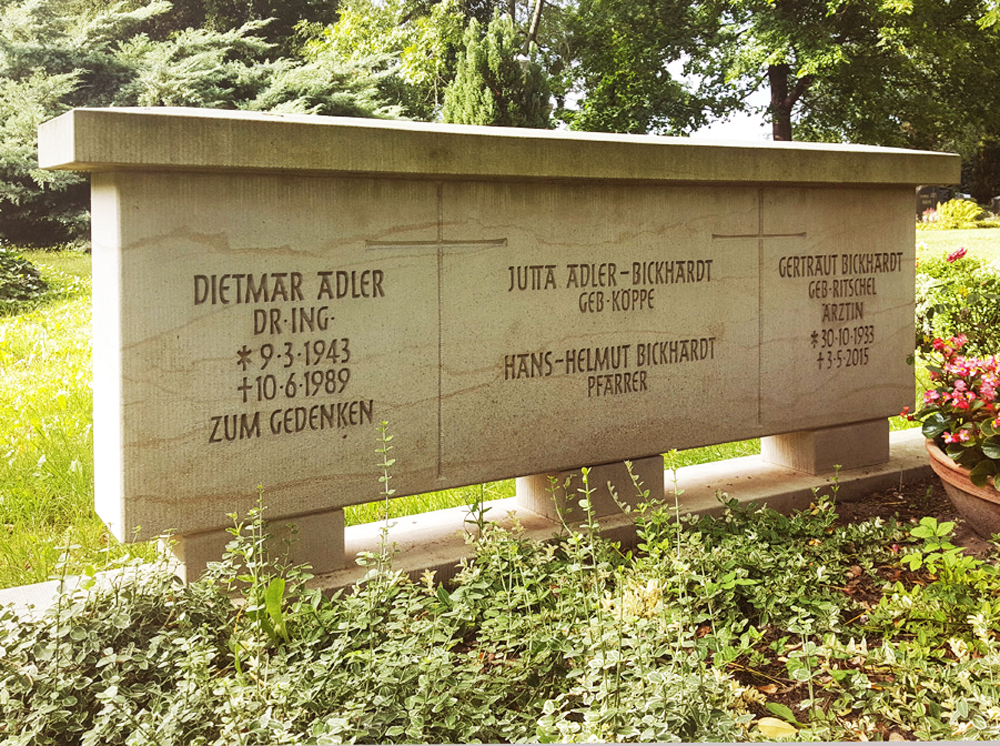 DIETMAR ADLER
DR·ING·
* 9·3·1943
† 10·6·1989
ZUM GEDENKEN
JUTTA ADLER-BICKHARDT
GEB·KÖPPE
HANS-HELMUT BICKHARDT
PFARRER
GERTRAUT BICKHARDT
GEB·RITSCHEL
ÄRZTIN
* 30·10·1933
† 3·5·2015